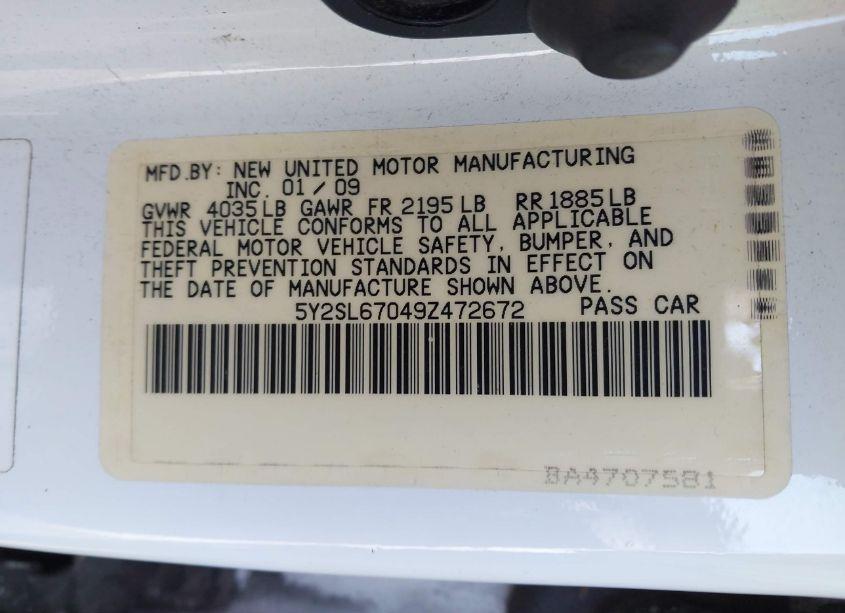 MFD.BY: NEW UNITED MOTOR MANUFACTURING
INC. 01/09
GVWR 4035LB GAWR FR 2195LB RR 1885LB
THIS VEHICLE CONFORMS TO ALL APPLICABLE
FEDERAL MOTOR VEHICLE SAFETY, BUMPER, AND
THEFT PREVENTION STANDARDS IN EFFECT ON
THE DATE OF MANUFACTURE SHOWN ABOVE.
5Y2SL67049Z472672 PASS CAR
BA4707581